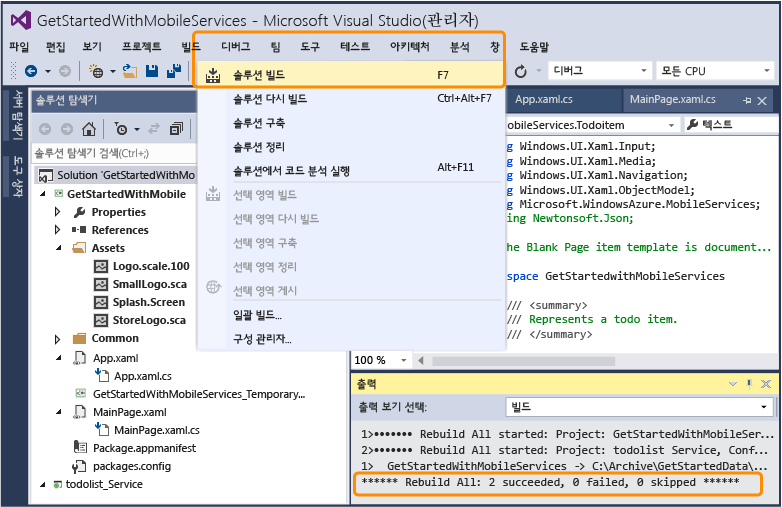 GetStartedWithMobileServices - Microsoft Visual Studio(관리자)
파일 편집 보기 프로젝트 빌드 디버그 팀 도구 테스트 아키텍처 분석 창 도움말
디버그 모든 CPU
서버 탐색기
도구 상자
솔루션 탐색기
솔루션 탐색기 검색(Ctrl+;)
Solution 'GetStartedWithMo
GetStartedWithMobile
Properties
References
Assets
Logo.scale.100
SmallLogo.sca
Splash.Screen
StoreLogo.sca
Common
App.xaml
App.xaml.cs
GetStartedWithMobileServices_Temporary...
MainPage.xaml
MainPage.xaml.cs
Package.appmanifest
packages.config
todolist_Service
솔루션 빌드 F7
솔루션 다시 빌드 Ctrl+Alt+F7
솔루션 구축
솔루션 정리
솔루션에서 코드 분석 실행 Alt+F11
선택 영역 빌드
선택 영역 다시 빌드
선택 영역 구축
선택 영역 정리
선택 영역 게시
일괄 빌드...
구성 관리자...
App.xaml.cs MainPage.xaml.cs
obileServices.Todoitem 텍스트
g Windows.UI.Xaml.Input;
g Windows.UI.Xaml.Media;
g Windows.UI.Xaml.Navigation;
g Windows.UI.Xaml.ObjectModel;
g Microsoft.WindowsAzure.MobileServices;
ing Newtonsoft.Json;
he Blank Page item template is document...
space GetStartedwithMobileServices
/// <summary>
/// Represents a todo item.
/// </summary>
100 %
출력
출력 보기 선택: 빌드
1>••••••• Rebuild All started: Project: GetStartedWithMobileSer...
2>••••••• Rebuild All started: Project: todolist Service, Conf...
1> GetStartedWithMobileServices -> C:\Archive\GetStartedData\...
****** Rebuild All: 2 succeeded, 0 failed, 0 skipped ******